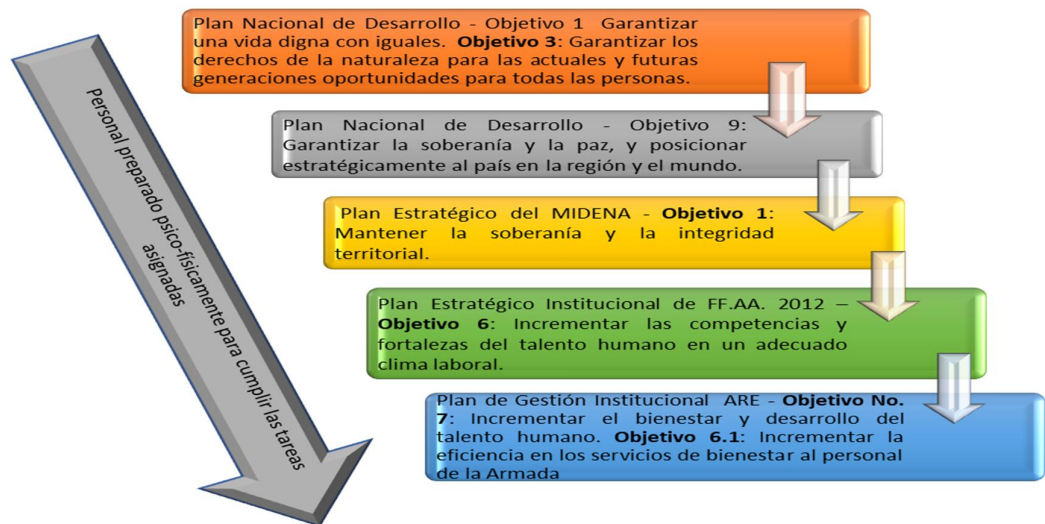 Plan Nacional de Desarrollo - Objetivo 1 Garantizar
una vida digna con iguales. Objetivo 3: Garantizar los
derechos de la naturaleza para las actuales y futuras
generaciones oportunidades para todas las personas.
Plan Nacional de Desarrollo - Objetivo 9:
Garantizar la soberanía y la paz, y posicionar
estratégicamente al país en la región y el mundo.
Plan Estratégico del MIDENA - Objetivo 1:
Mantener la soberanía y la integridad
territorial.
Plan Estratégico Institucional de FF.AA. 2012 –
Objetivo 6: Incrementar las competencias y
fortalezas del talento humano en un adecuado
clima laboral.
Plan de Gestión Institucional ARE - Objetivo No.
7: Incrementar el bienestar y desarrollo del
talento humano. Objetivo 6.1: Incrementar la
eficiencia en los servicios de bienestar al personal
de la Armada
Personal preparado psico-físicamente para cumplir las tareas
asignadas